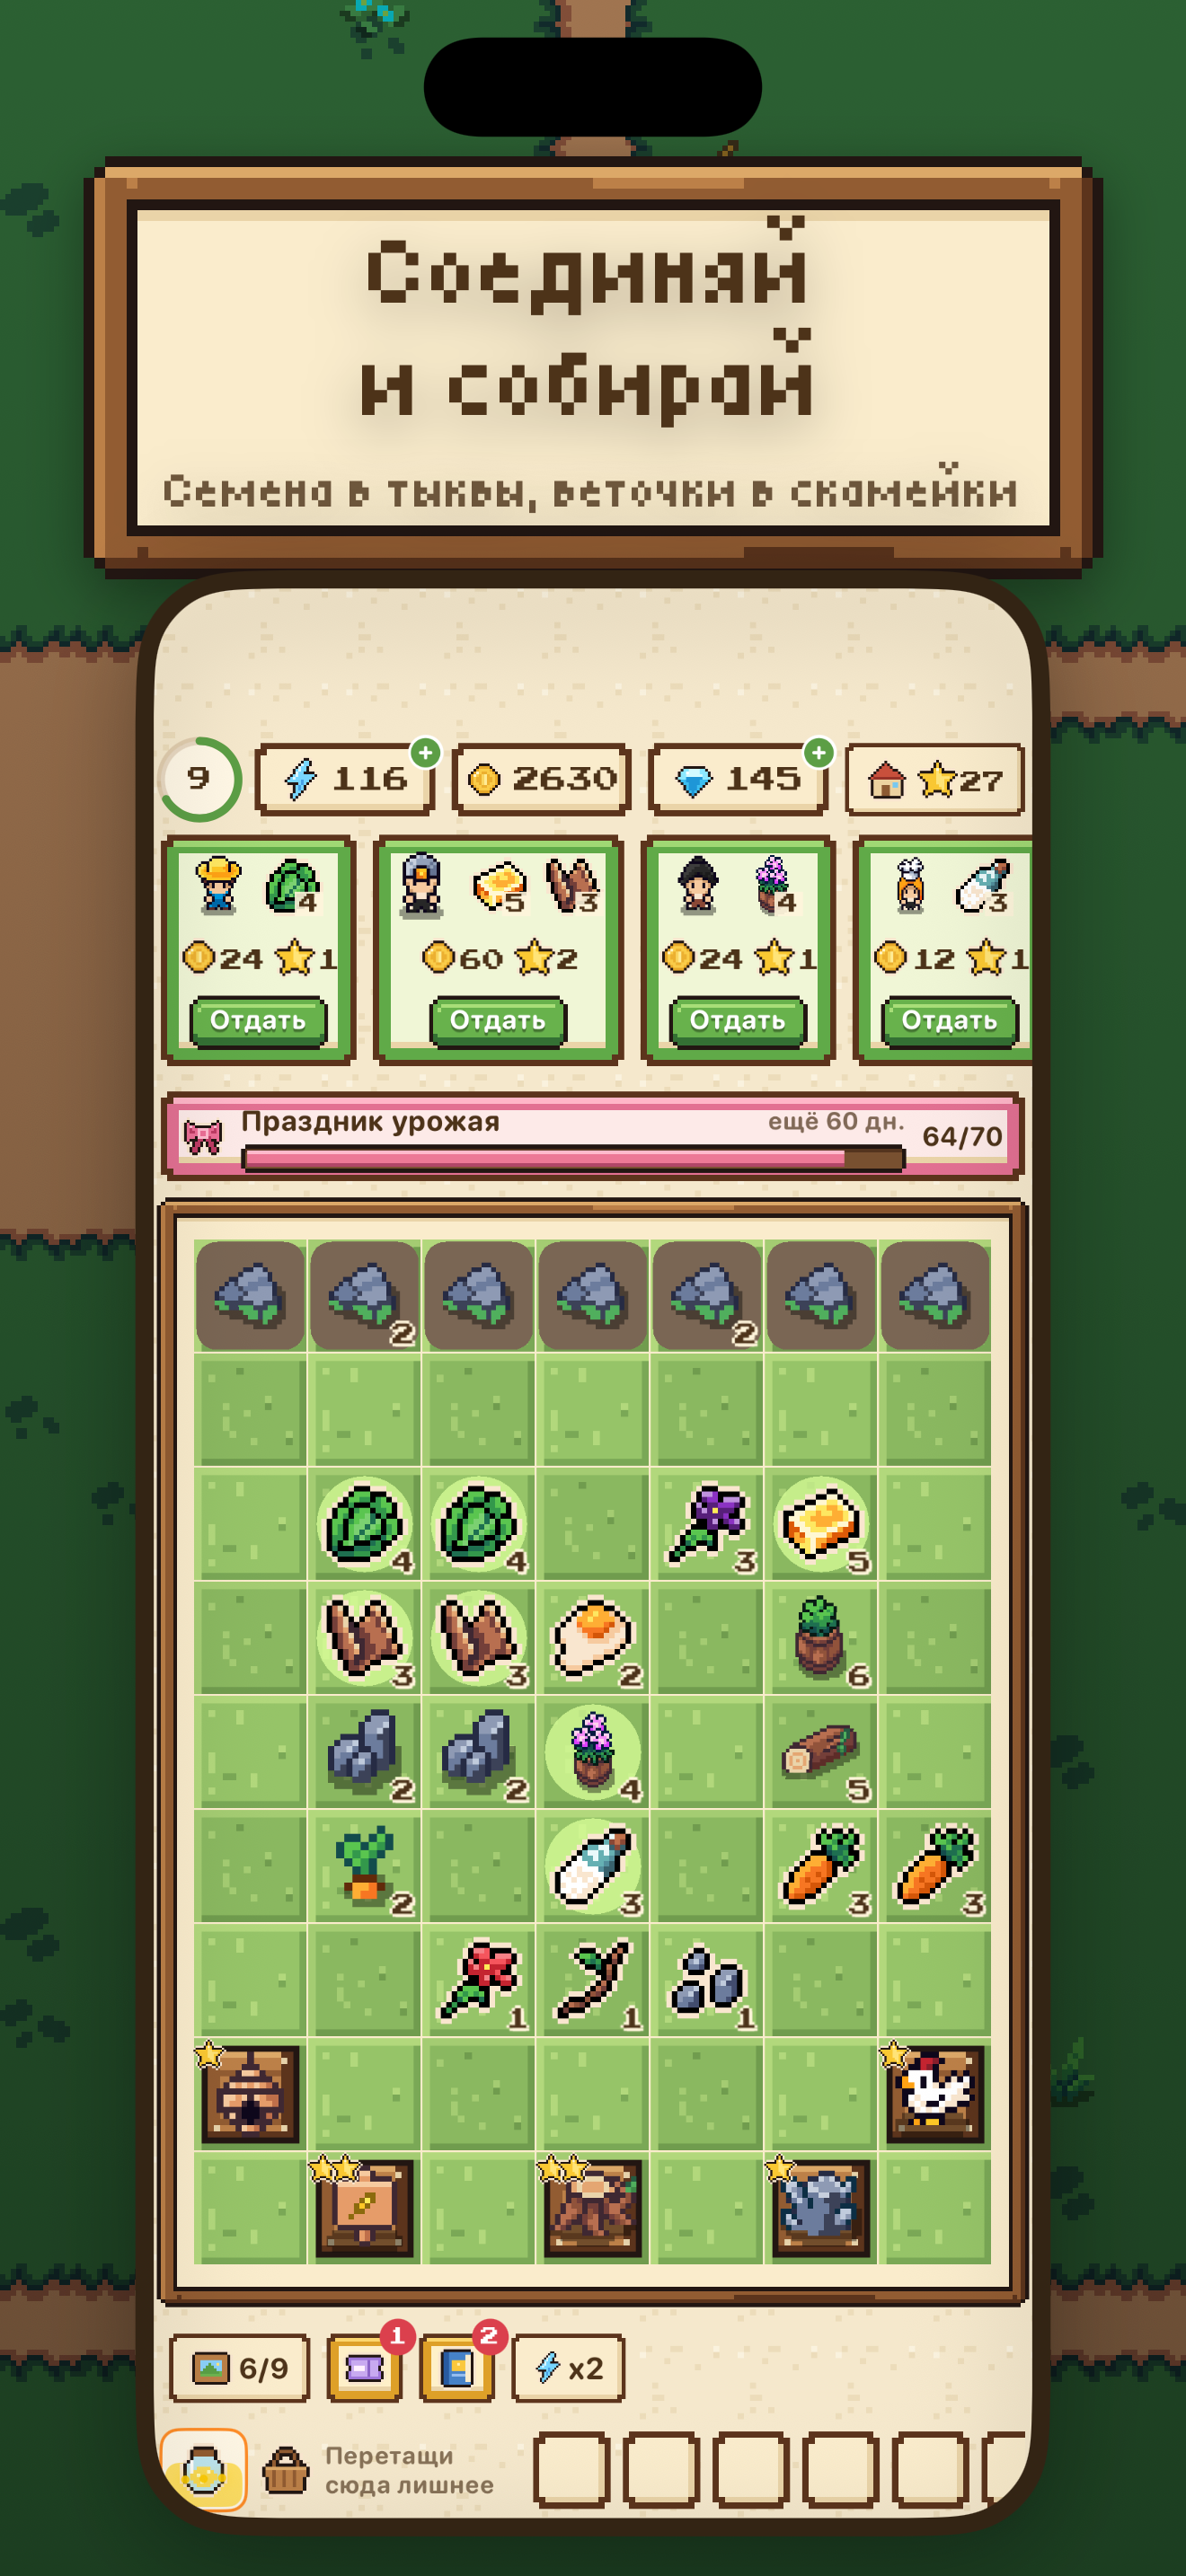 Соединяй
и собирай
Семена в тыквы, веточки в скамейки
9 116 2630 145 27
4 5 3 4 3
24 1 60 2 24 1 12 1
Отдать Отдать Отдать Отдать
Праздник урожая ещё 60 дн. 64/70
2 2
4 4 3 5
3 3 2 6
2 2 4 5
2 3 3 3
1 1 1
1 2
6/9 x2
Перетащи
сюда лишнее